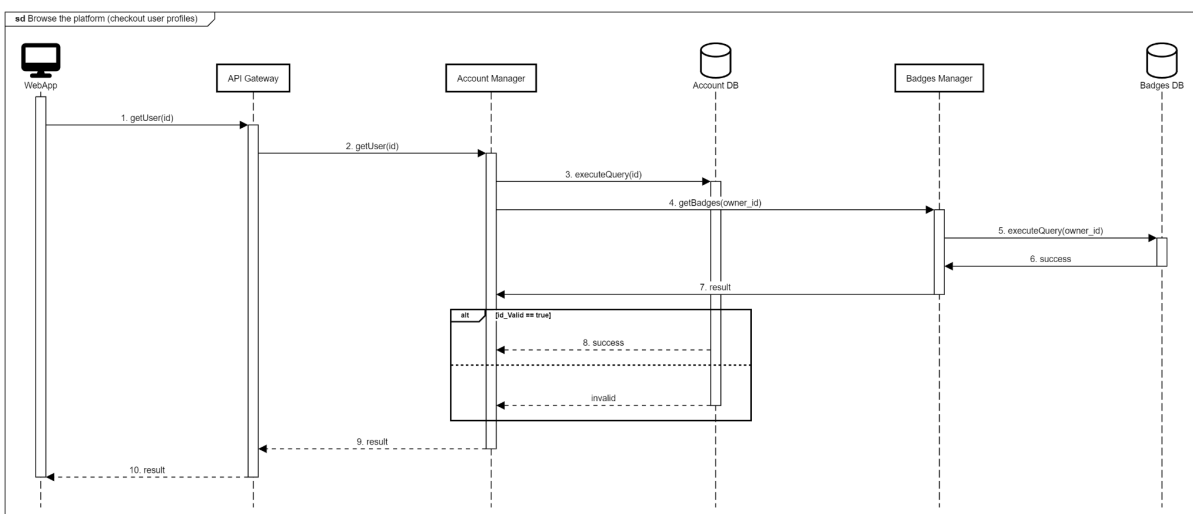 sd Browse the platform (checkout user profiles)
WebApp
API Gateway
Account Manager
Account DB
Badges Manager
Badges DB
1. getUser(id)
2. getUser(id)
3. executeQuery(id)
4. getBadges(owner_id)
5. executeQuery(owner_id)
6. success
7. result
alt [id_Valid == true]
8. success
invalid
9. result
10. result